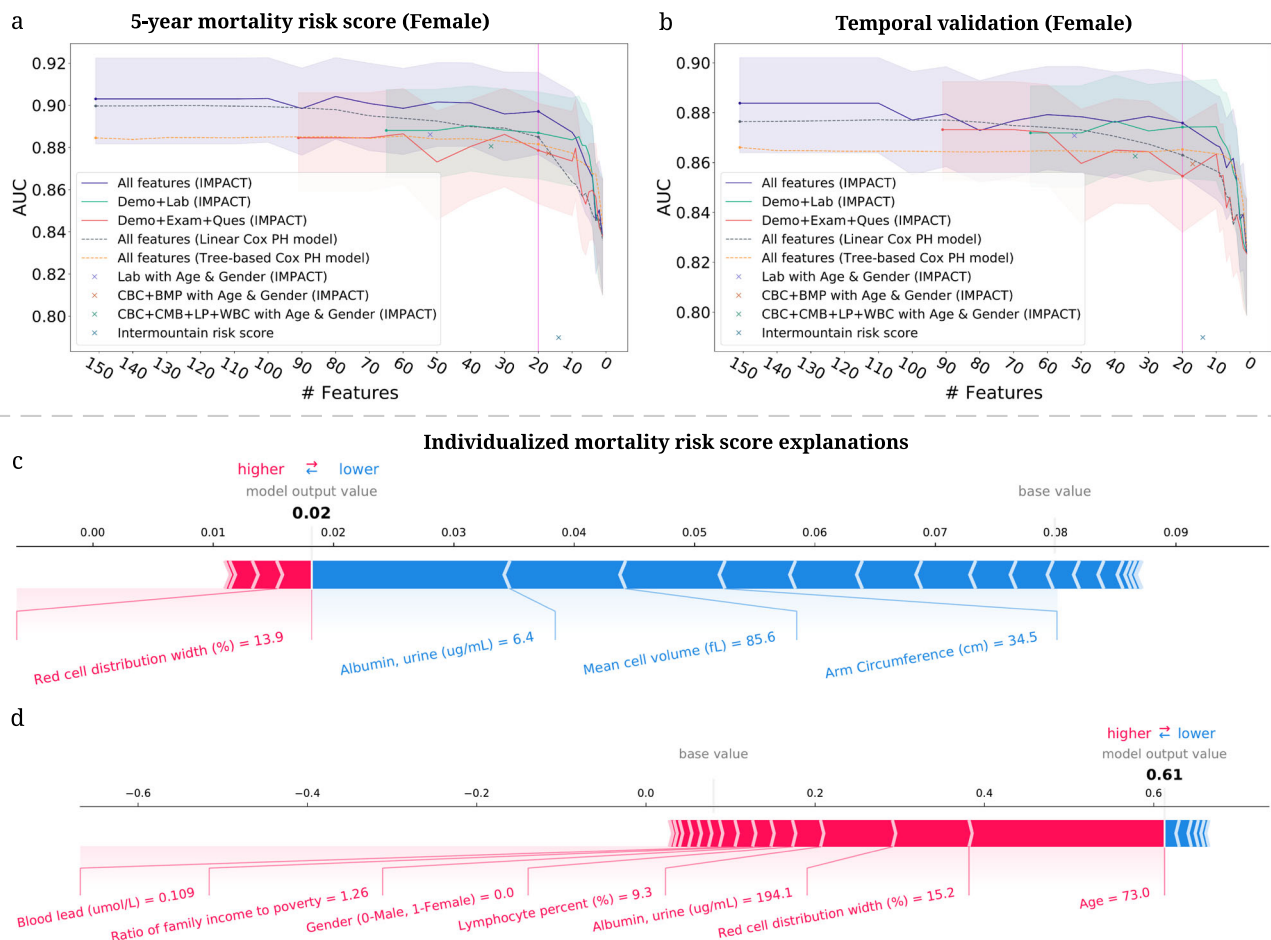 a
5-year mortality risk score (Female)
0.92
0.90
0.88
0.86
0.84
0.82
0.80
AUC
All features (IMPACT)
Demo+Lab (IMPACT)
Demo+Exam+Ques (IMPACT)
All features (Linear Cox PH model)
All features (Tree-based Cox PH model)
Lab with Age & Gender (IMPACT)
CBC+BMP with Age & Gender (IMPACT)
CBC+CMB+LP+WBC with Age & Gender (IMPACT)
Intermountain risk score
150 140 130 120 110 100 90 80 70 60 50 40 30 20 10 0
# Features
b
Temporal validation (Female)
0.90
0.88
0.86
0.84
0.82
0.80
AUC
All features (IMPACT)
Demo+Lab (IMPACT)
Demo+Exam+Ques (IMPACT)
All features (Linear Cox PH model)
All features (Tree-based Cox PH model)
Lab with Age & Gender (IMPACT)
CBC+BMP with Age & Gender (IMPACT)
CBC+CMB+LP+WBC with Age & Gender (IMPACT)
Intermountain risk score
150 140 130 120 110 100 90 80 70 60 50 40 30 20 10 0
# Features
Individualized mortality risk score explanations
c
higher ⇄ lower
model output value
base value
0.02
0.00 0.01 0.02 0.03 0.04 0.05 0.06 0.07 0.08 0.09
Red cell distribution width (%) = 13.9
Albumin, urine (ug/mL) = 6.4
Mean cell volume (fL) = 85.6
Arm Circumference (cm) = 34.5
d
higher ⇄ lower
base value
model output value
0.61
−0.6 −0.4 −0.2 0.0 0.2 0.4 0.6
Blood lead (umol/L) = 0.109
Ratio of family income to poverty = 1.26
Gender (0-Male, 1-Female) = 0.0
Lymphocyte percent (%) = 9.3
Albumin, urine (ug/mL) = 194.1
Red cell distribution width (%) = 15.2
Age = 73.0